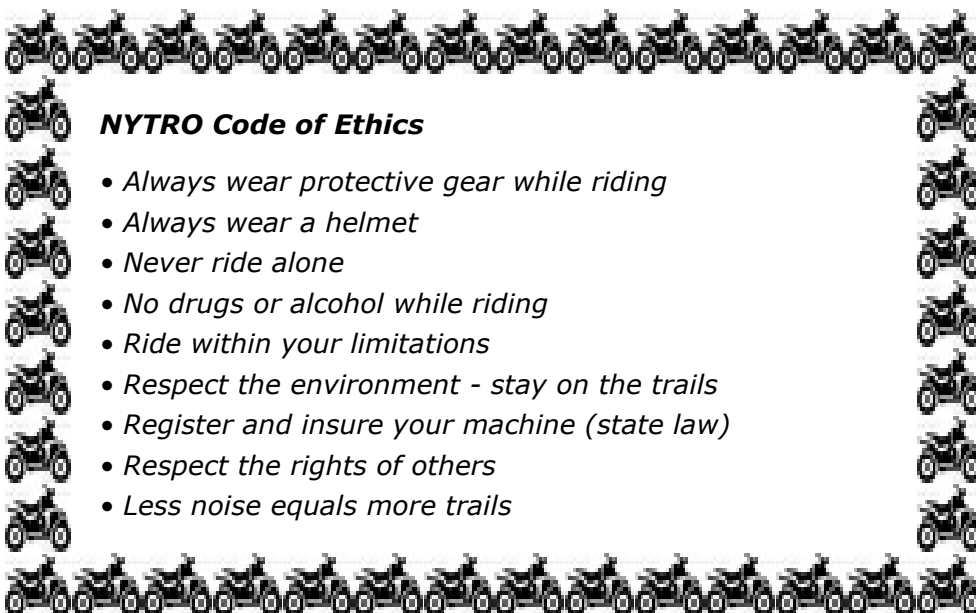 NYTRO Code of Ethics
• Always wear protective gear while riding
• Always wear a helmet
• Never ride alone
• No drugs or alcohol while riding
• Ride within your limitations
• Respect the environment - stay on the trails
• Register and insure your machine (state law)
• Respect the rights of others
• Less noise equals more trails